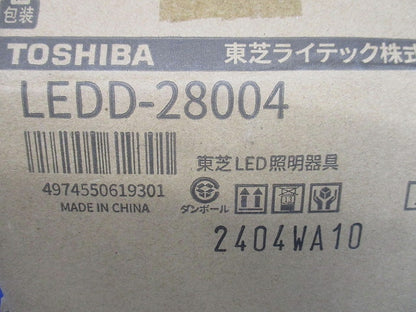 包装
TOSHIBA 東芝ライテック株式
LEDD-28004
4974550619301
MADE IN CHINA
東芝LED照明器具
ダンボール
2404WA10